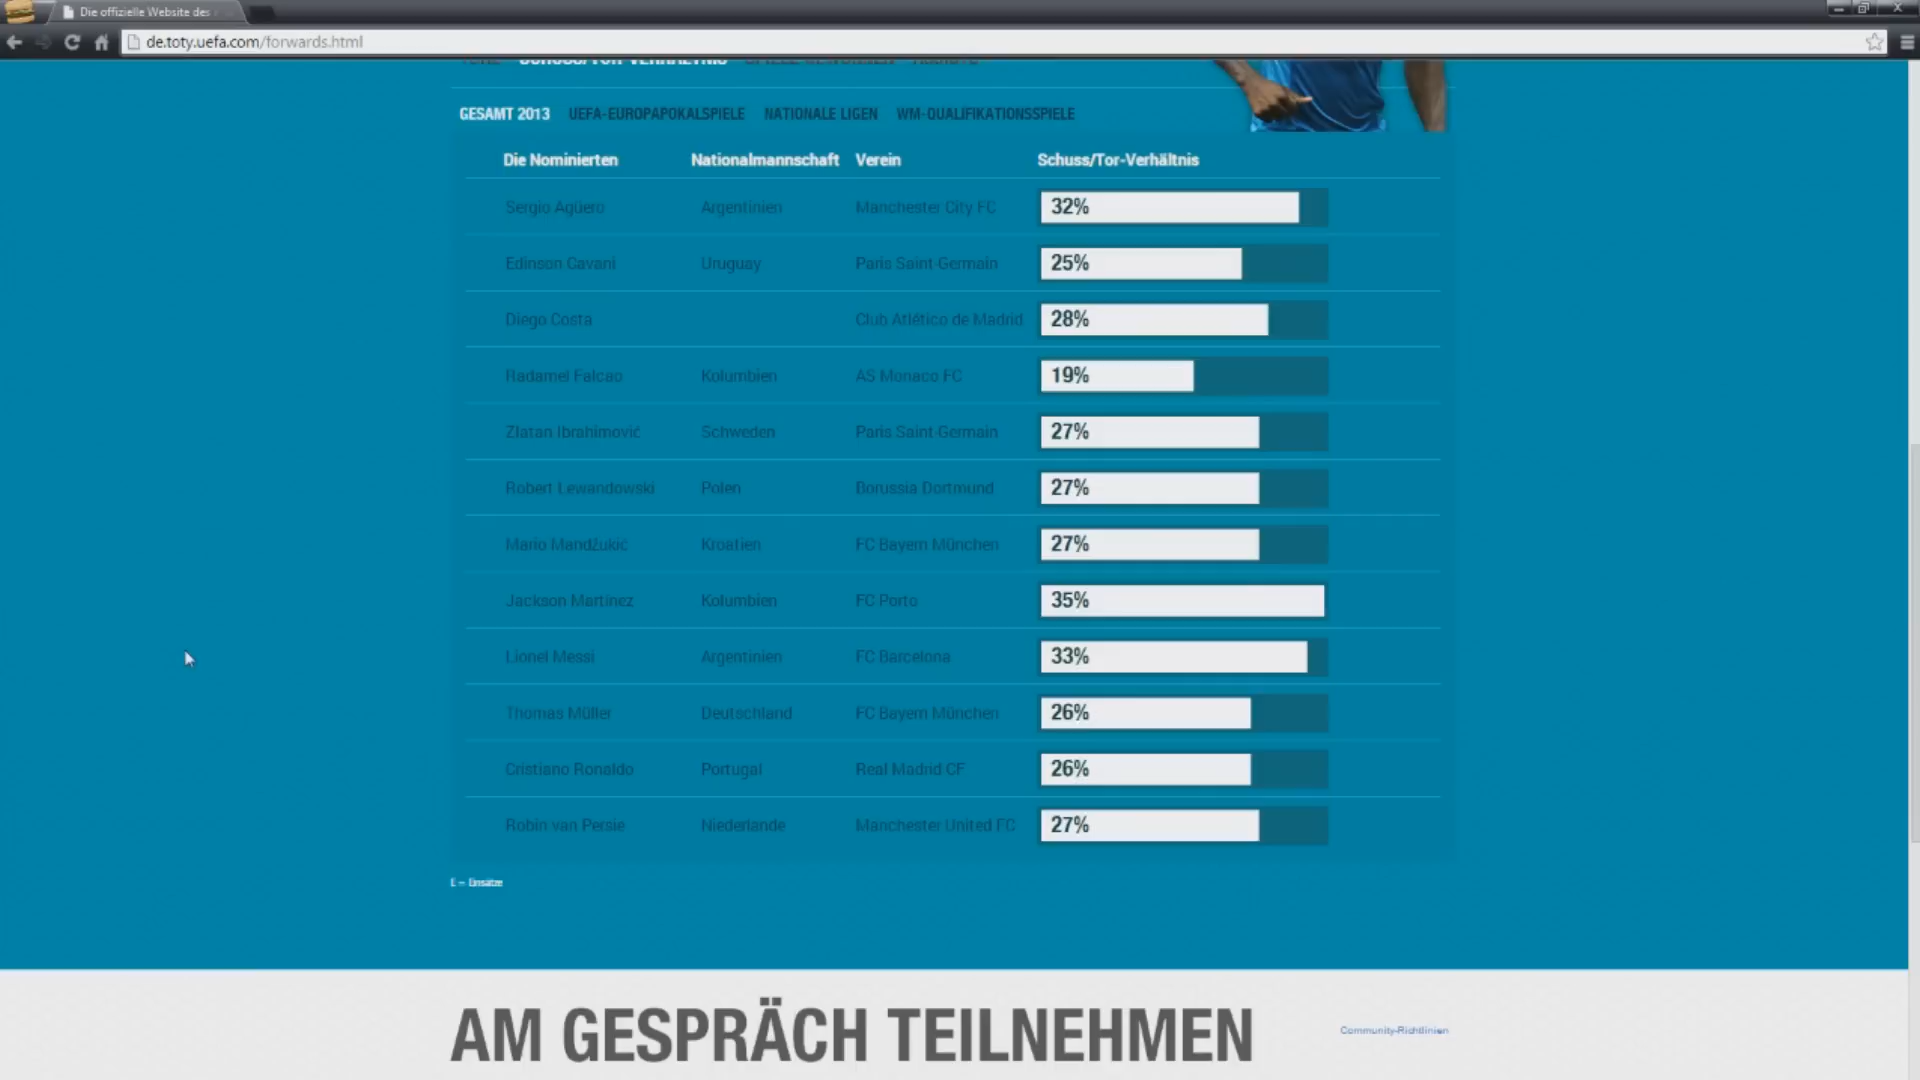 Die offizielle Website des
de.toty.uefa.com/forwards.html
SCHUSS/TOR-VERHÄLTNIS SPIELE GEWONNEN
GESAMT 2013 UEFA-EUROPAPOKALSPIELE NATIONALE LIGEN WM-QUALIFIKATIONSSPIELE
Die Nominierten Nationalmannschaft Verein Schuss/Tor-Verhältnis
Sergio Agüero Argentinien Manchester City FC 32%
Edinson Cavani Uruguay Paris Saint-Germain 25%
Diego Costa Club Atlético de Madrid 28%
Radamel Falcao Kolumbien AS Monaco FC 19%
Zlatan Ibrahimović Schweden Paris Saint-Germain 27%
Robert Lewandowski Polen Borussia Dortmund 27%
Mario Mandžukić Kroatien FC Bayern München 27%
Jackson Martínez Kolumbien FC Porto 35%
Lionel Messi Argentinien FC Barcelona 33%
Thomas Müller Deutschland FC Bayern München 26%
Cristiano Ronaldo Portugal Real Madrid CF 26%
Robin van Persie Niederlande Manchester United FC 27%
E = Einsätze
AM GESPRÄCH TEILNEHMEN
Community-Richtlinien